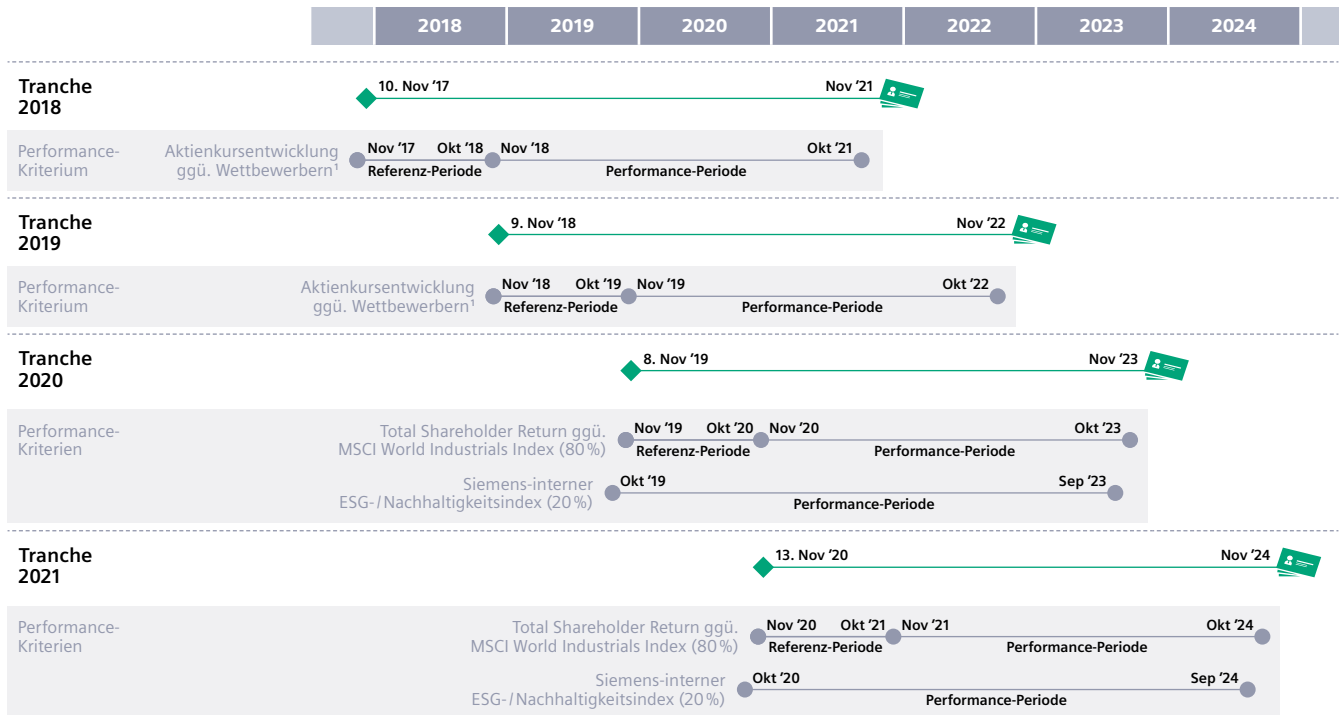 2018 2019 2020 2021 2022 2023 2024
Tranche
2018
10. Nov ’17 Nov ’21
Performance-
Kriterium
Aktienkursentwicklung
ggü. Wettbewerbern¹
Nov ’17 Okt ’18 Nov ’18 Okt ’21
Referenz-Periode Performance-Periode
Tranche
2019
9. Nov ’18 Nov ’22
Performance-
Kriterium
Aktienkursentwicklung
ggü. Wettbewerbern¹
Nov ’18 Okt ’19 Nov ’19 Okt ’22
Referenz-Periode Performance-Periode
Tranche
2020
8. Nov ’19 Nov ’23
Performance-
Kriterien
Total Shareholder Return ggü.
MSCI World Industrials Index (80 %)
Nov ’19 Okt ’20 Nov ’20 Okt ’23
Referenz-Periode Performance-Periode
Siemens-interner
ESG-/Nachhaltigkeitsindex (20 %)
Okt ’19 Sep ’23
Performance-Periode
Tranche
2021
13. Nov ’20 Nov ’24
Performance-
Kriterien
Total Shareholder Return ggü.
MSCI World Industrials Index (80 %)
Nov ’20 Okt ’21 Nov ’21 Okt ’24
Referenz-Periode Performance-Periode
Siemens-interner
ESG-/Nachhaltigkeitsindex (20 %)
Okt ’20 Sep ’24
Performance-Periode